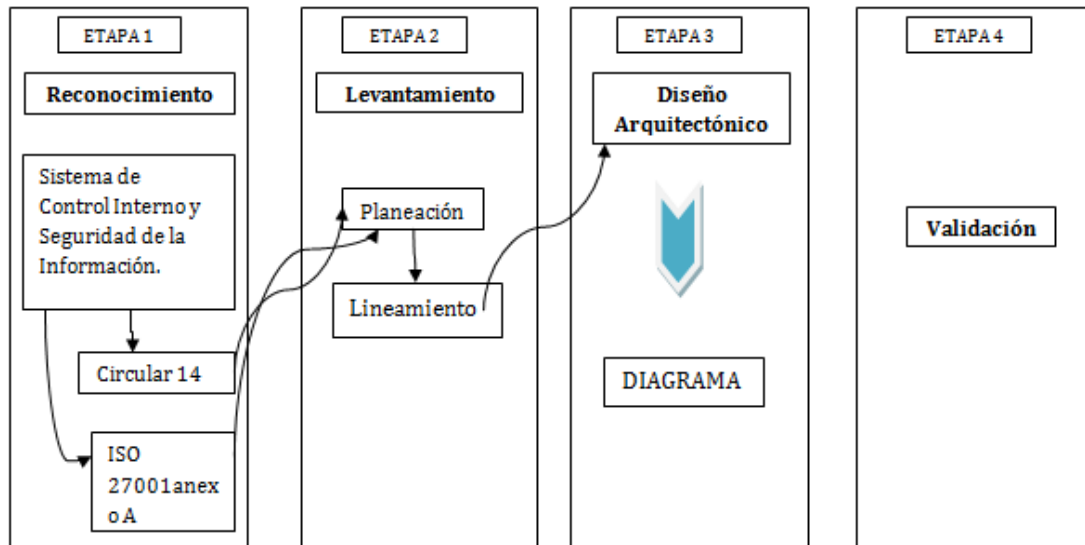 ETAPA 1
Reconocimiento
Sistema de
Control Interno y
Seguridad de la
Información.
Circular 14
ISO
27001anex
o A
ETAPA 2
Levantamiento
Planeación
Lineamiento
ETAPA 3
Diseño
Arquitectónico
DIAGRAMA
ETAPA 4
Validación